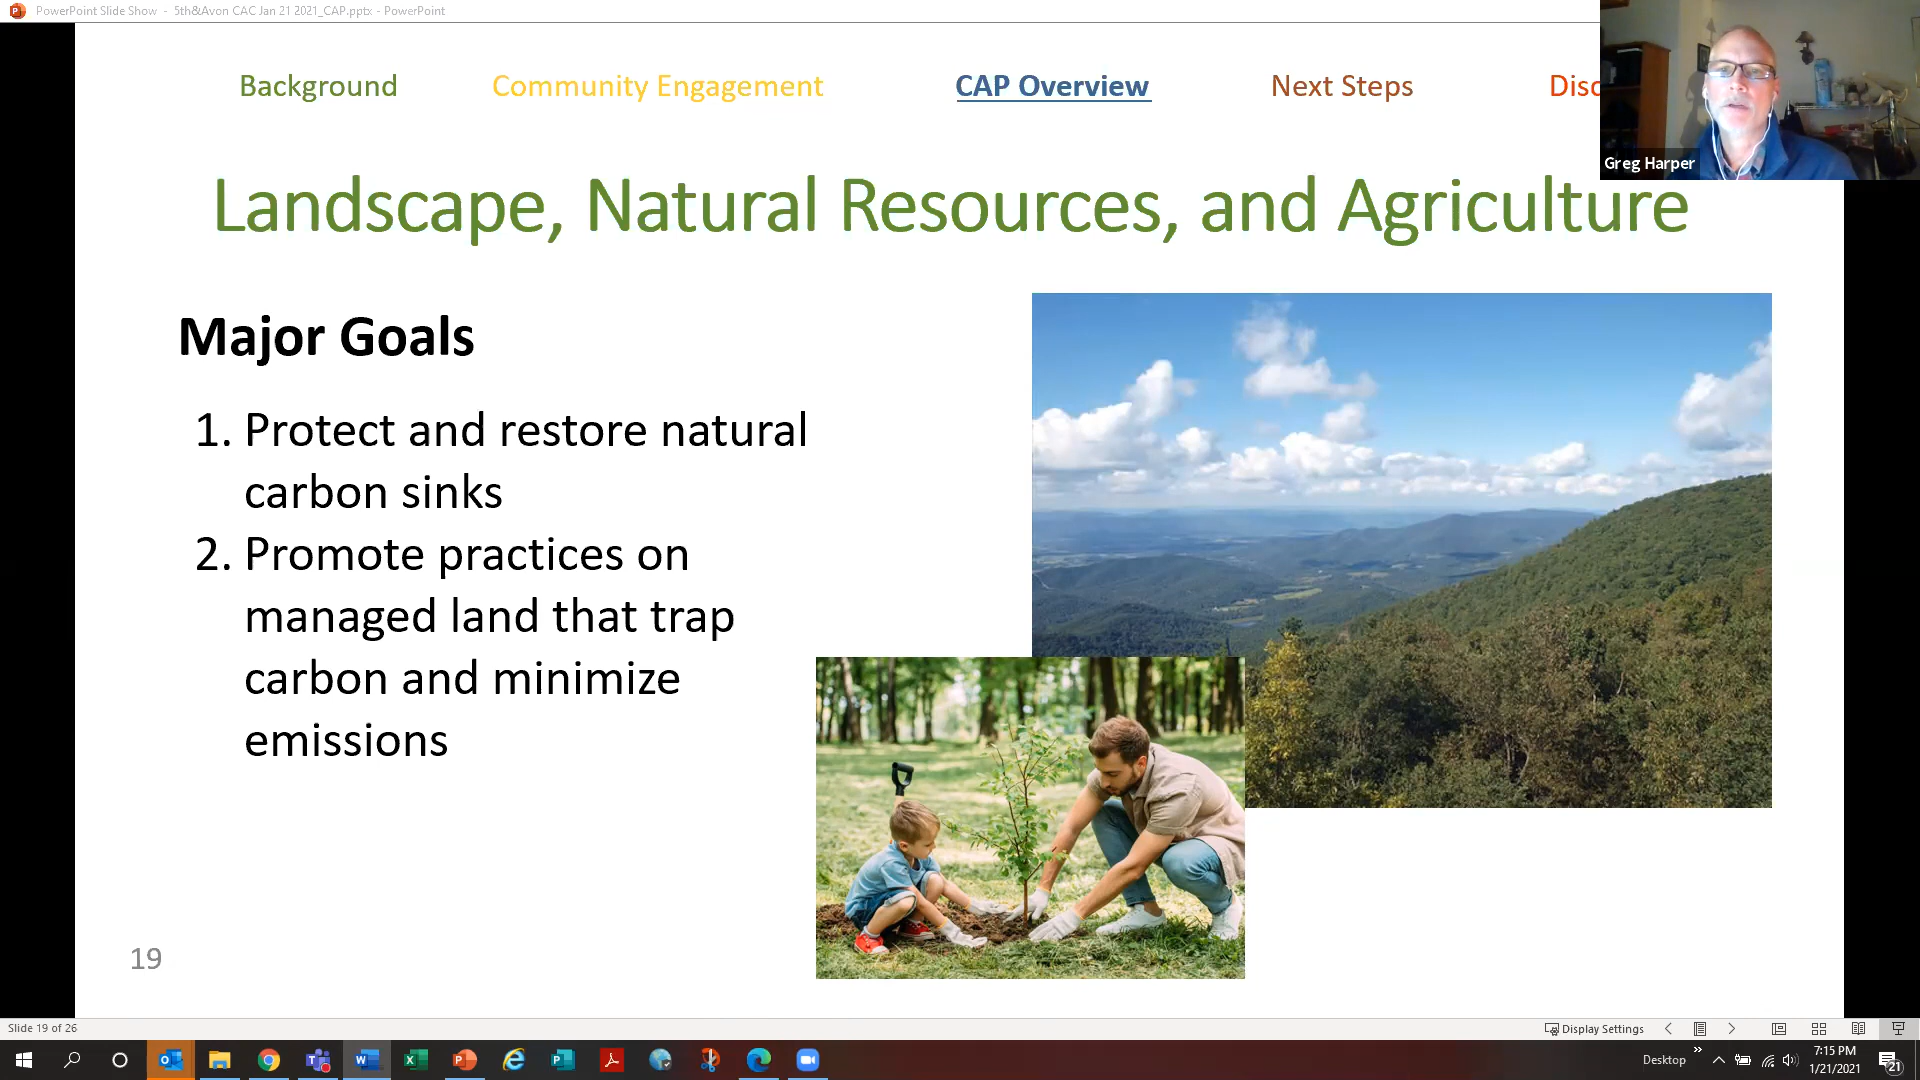 PowerPoint Slide Show - 5th&Avon CAC Jan 21 2021_CAP.pptx - PowerPoint
Background Community Engagement CAP Overview Next Steps Disc
Greg Harper
Landscape, Natural Resources, and Agriculture
Major Goals
1. Protect and restore natural
carbon sinks
2. Promote practices on
managed land that trap
carbon and minimize
emissions
19
Slide 19 of 26
Display Settings
Desktop
7:15 PM
1/21/2021
21